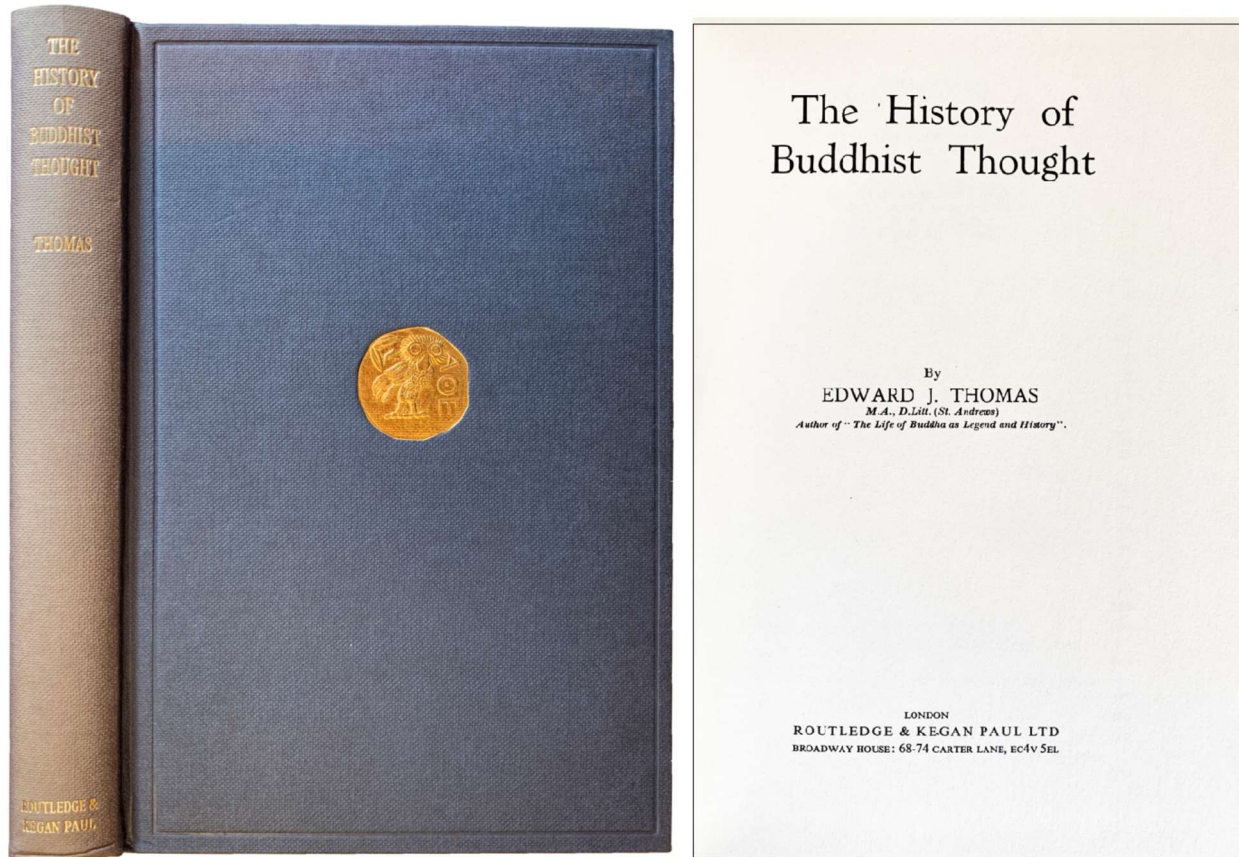 THE
HISTORY
OF
BUDDHIST
THOUGHT
THOMAS
ROUTLEDGE &
KEGAN PAUL
The History of
Buddhist Thought
By
EDWARD J. THOMAS
M.A., D.Litt. (St. Andrews)
Author of "The Life of Buddha as Legend and History".
LONDON
ROUTLEDGE & KEGAN PAUL LTD
BROADWAY HOUSE: 68-74 CARTER LANE, EC4V 5EL